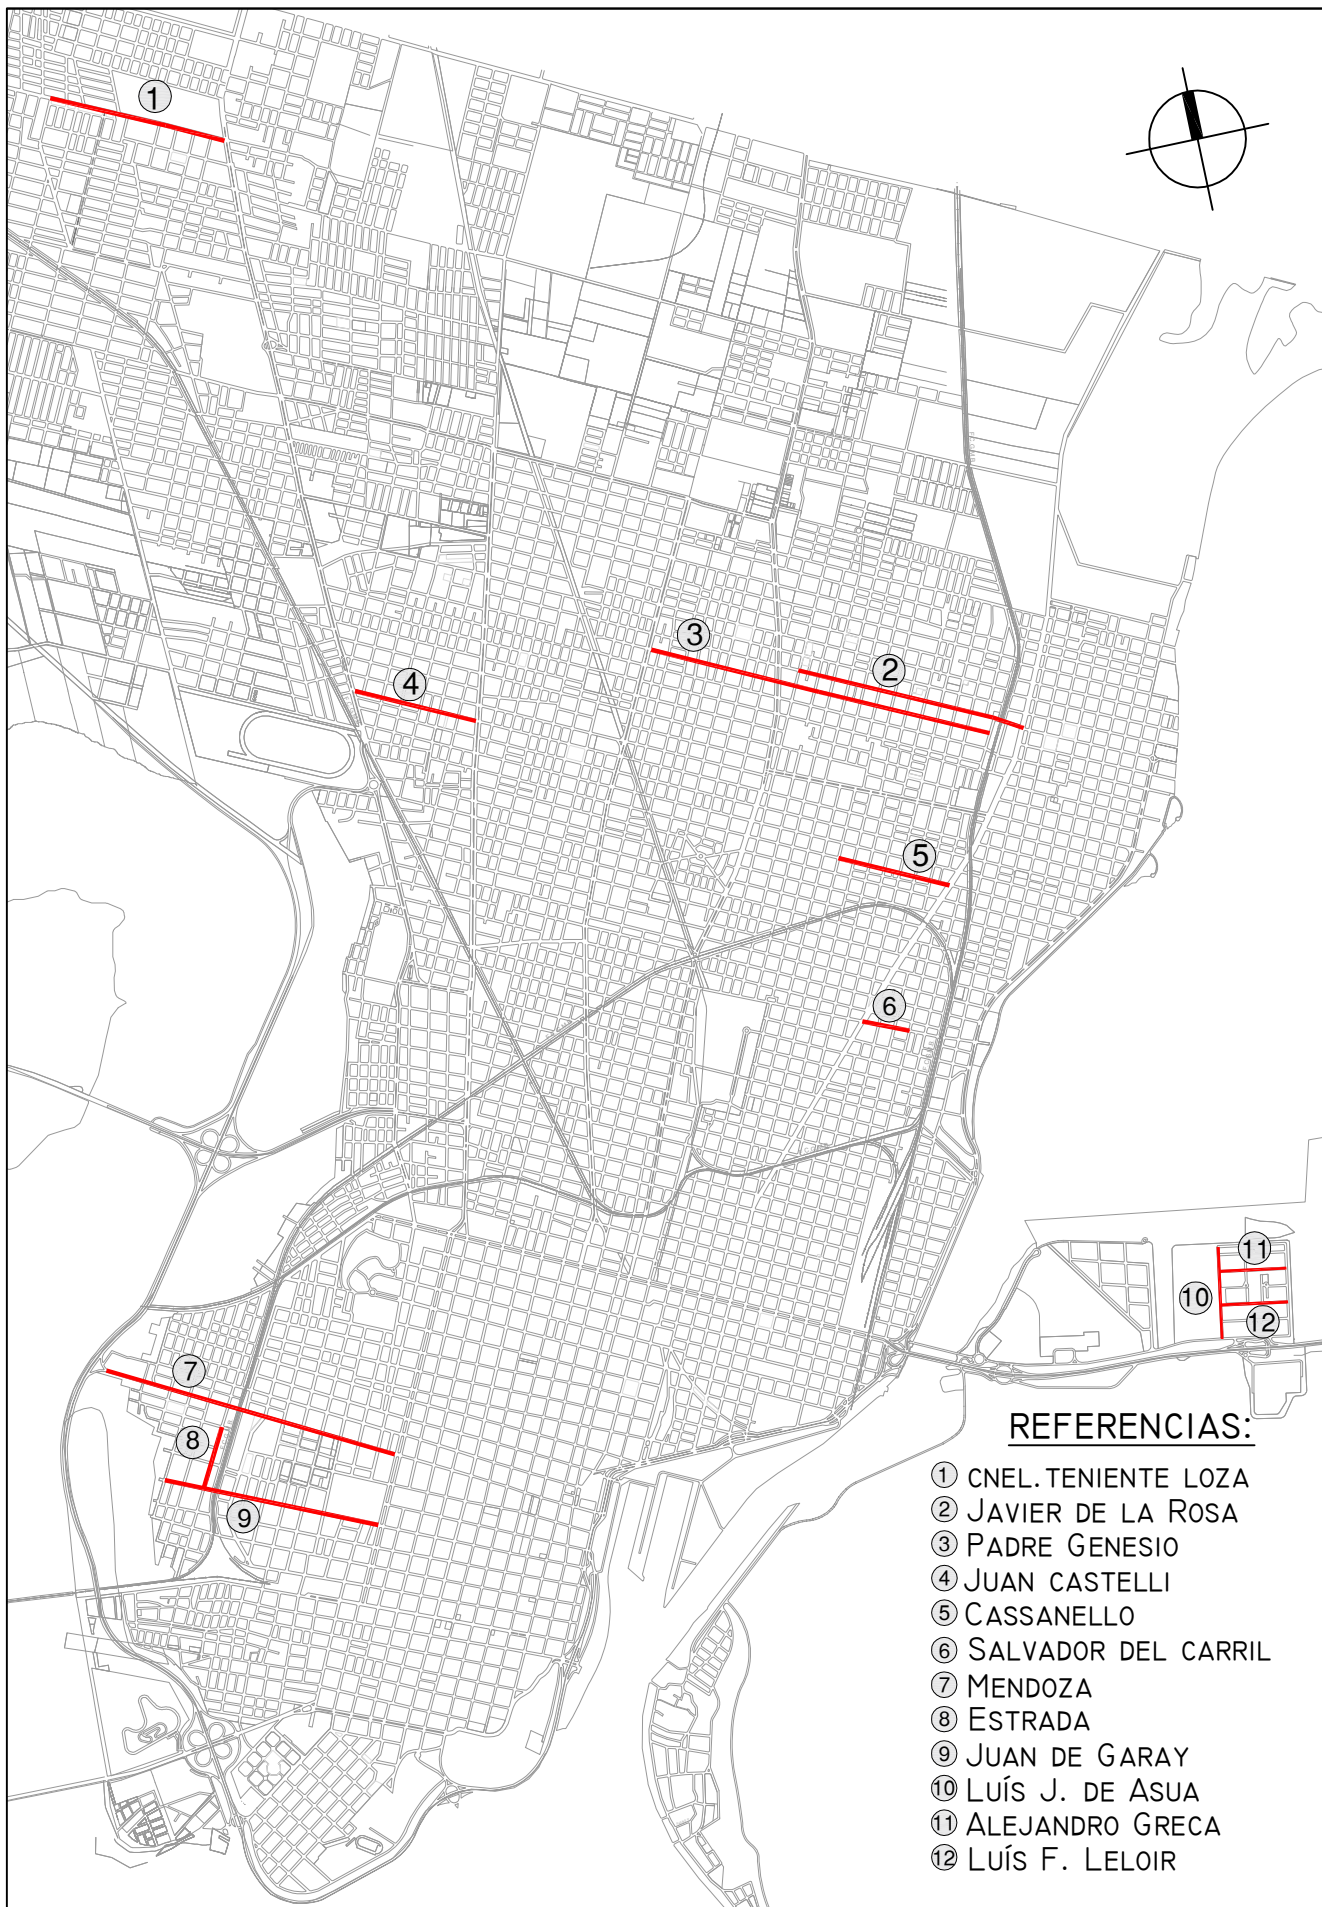 1
3
2
4
5
6
11
10
12
7
8
9
REFERENCIAS:
1 CNEL. TENIENTE LOZA
2 JAVIER DE LA ROSA
3 PADRE GENESIO
4 JUAN CASTELLI
5 CASSANELLO
6 SALVADOR DEL CARRIL
7 MENDOZA
8 ESTRADA
9 JUAN DE GARAY
10 LUÍS J. DE ASUA
11 ALEJANDRO GRECA
12 LUÍS F. LELOIR